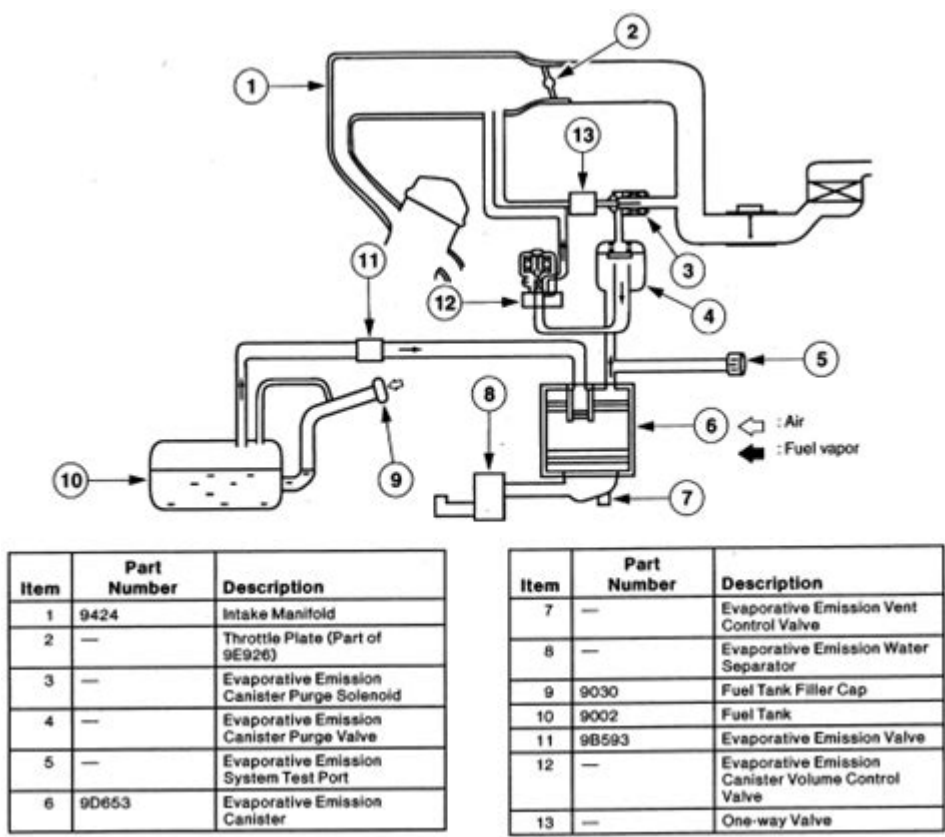 2
1
13
3
11
12
4
5
8
6
: Air
: Fuel vapor
10
9
7
Item Part Number Description
1 9424 Intake Manifold
2 — Throttle Plate (Part of
9E926)
3 — Evaporative Emission
Canister Purge Solenoid
4 — Evaporative Emission
Canister Purge Valve
5 — Evaporative Emission
System Test Port
6 9D653 Evaporative Emission
Canister
Item Part Number Description
7 — Evaporative Emission Vent
Control Valve
8 — Evaporative Emission Water
Separator
9 9030 Fuel Tank Filler Cap
10 9002 Fuel Tank
11 9B593 Evaporative Emission Valve
12 — Evaporative Emission
Canister Volume Control
Valve
13 — One-way Valve